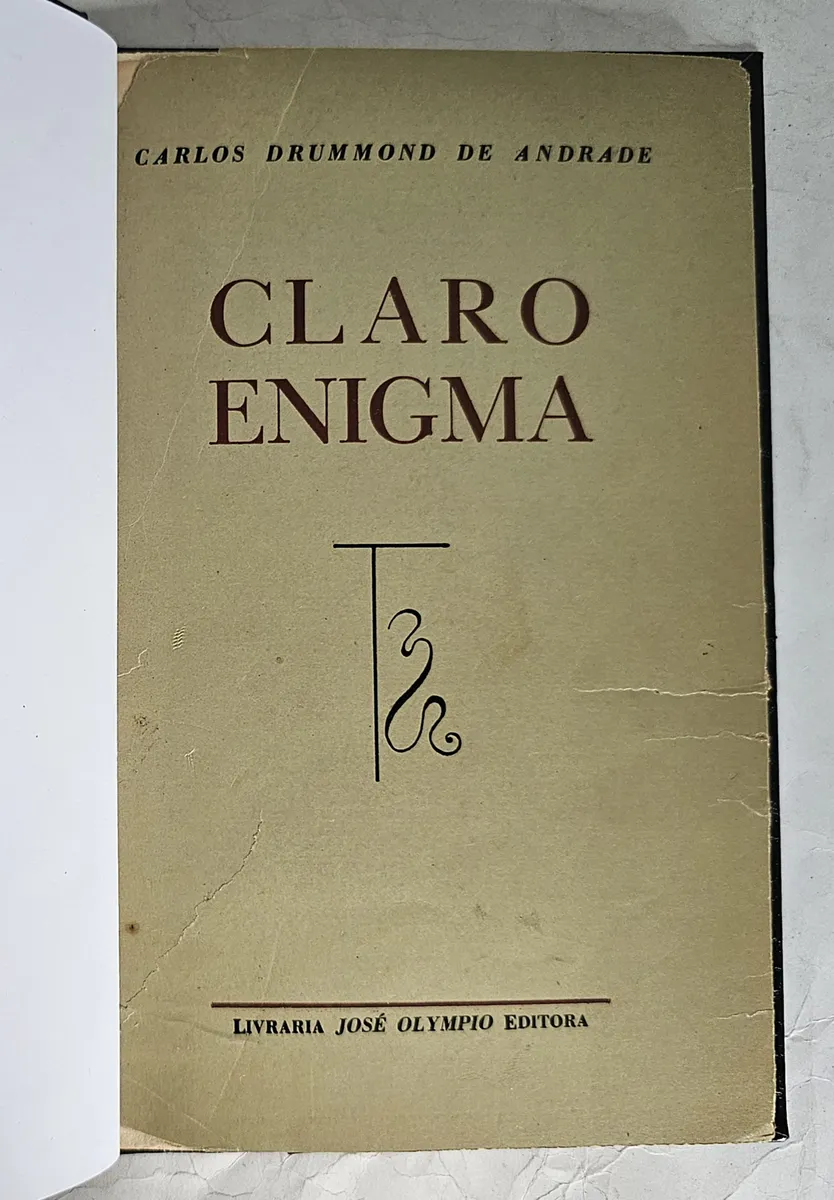 CARLOS DRUMMOND DE ANDRADE
CLARO
ENIGMA
LIVRARIA JOSÉ OLYMPIO EDITORA